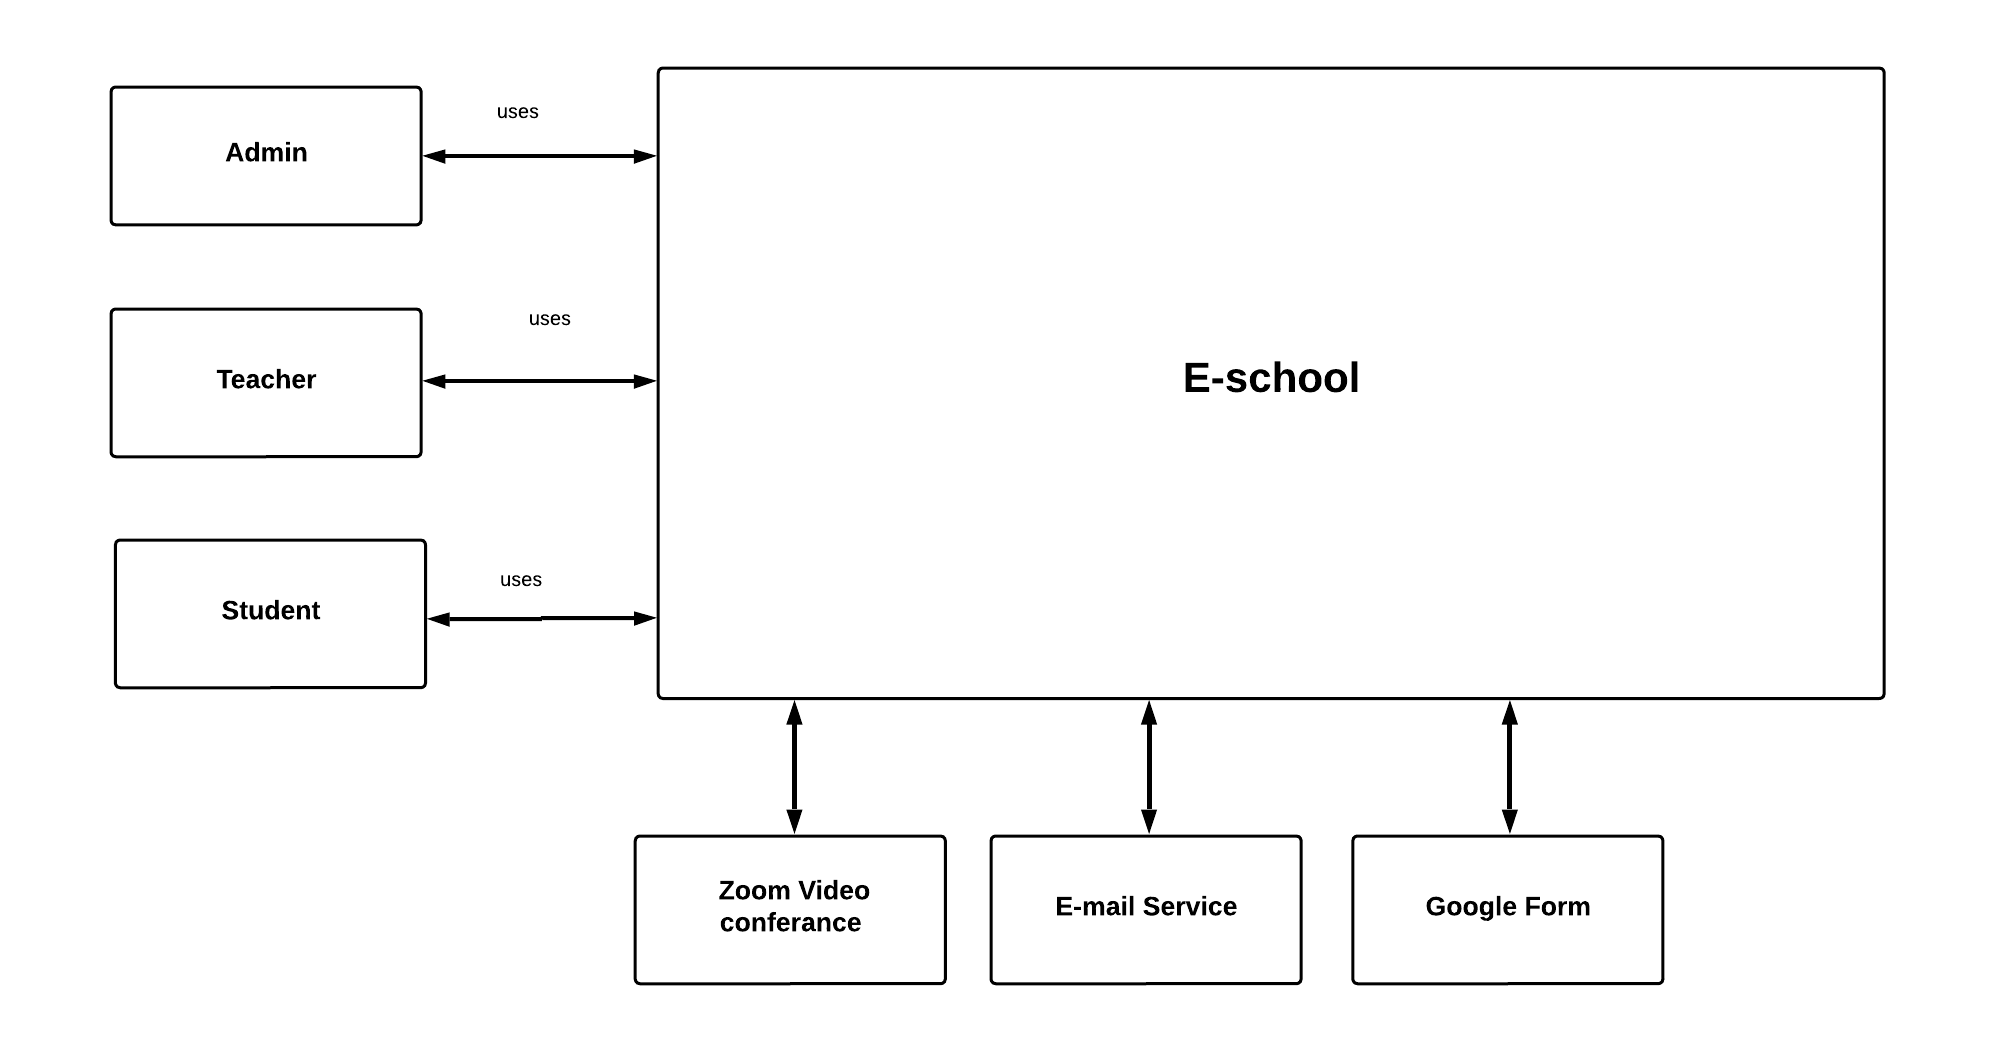 uses
Admin
uses
Teacher
E-school
uses
Student
Zoom Video
conferance
E-mail Service
Google Form